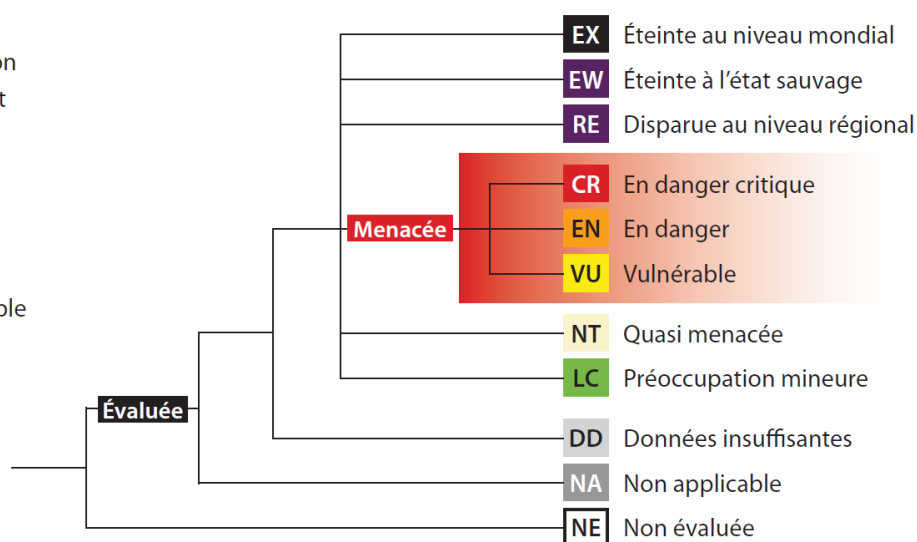 EX Éteinte au niveau mondial
on
EW Éteinte à l'état sauvage
t
RE Disparue au niveau régional
CR En danger critique
Menacée
EN En danger
VU Vulnérable
ple
NT Quasi menacée
LC Préoccupation mineure
Évaluée
DD Données insuffisantes
NA Non applicable
NE Non évaluée